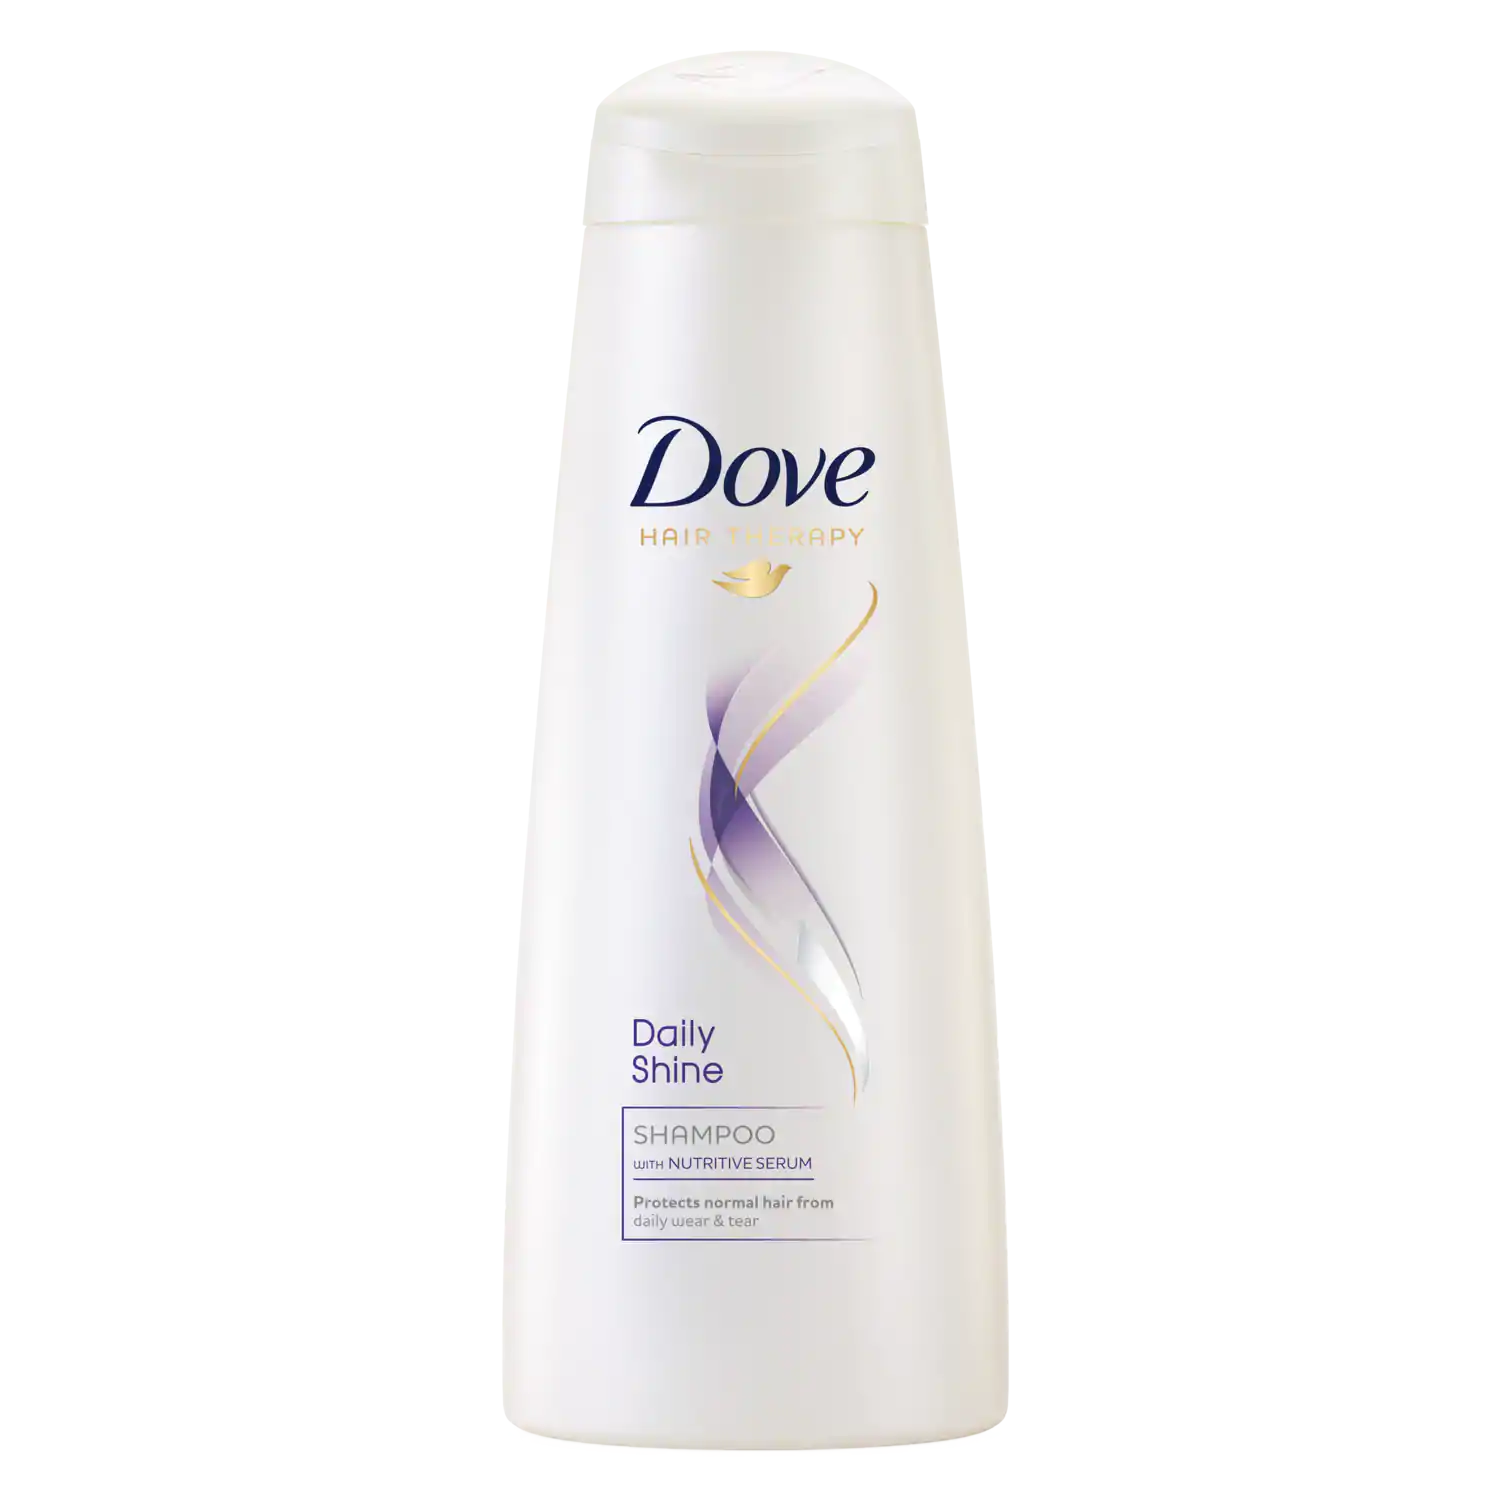 Dove
HAIR THERAPY
Daily
Shine
SHAMPOO
WITH NUTRITIVE SERUM
Protects normal hair from
daily wear & tear